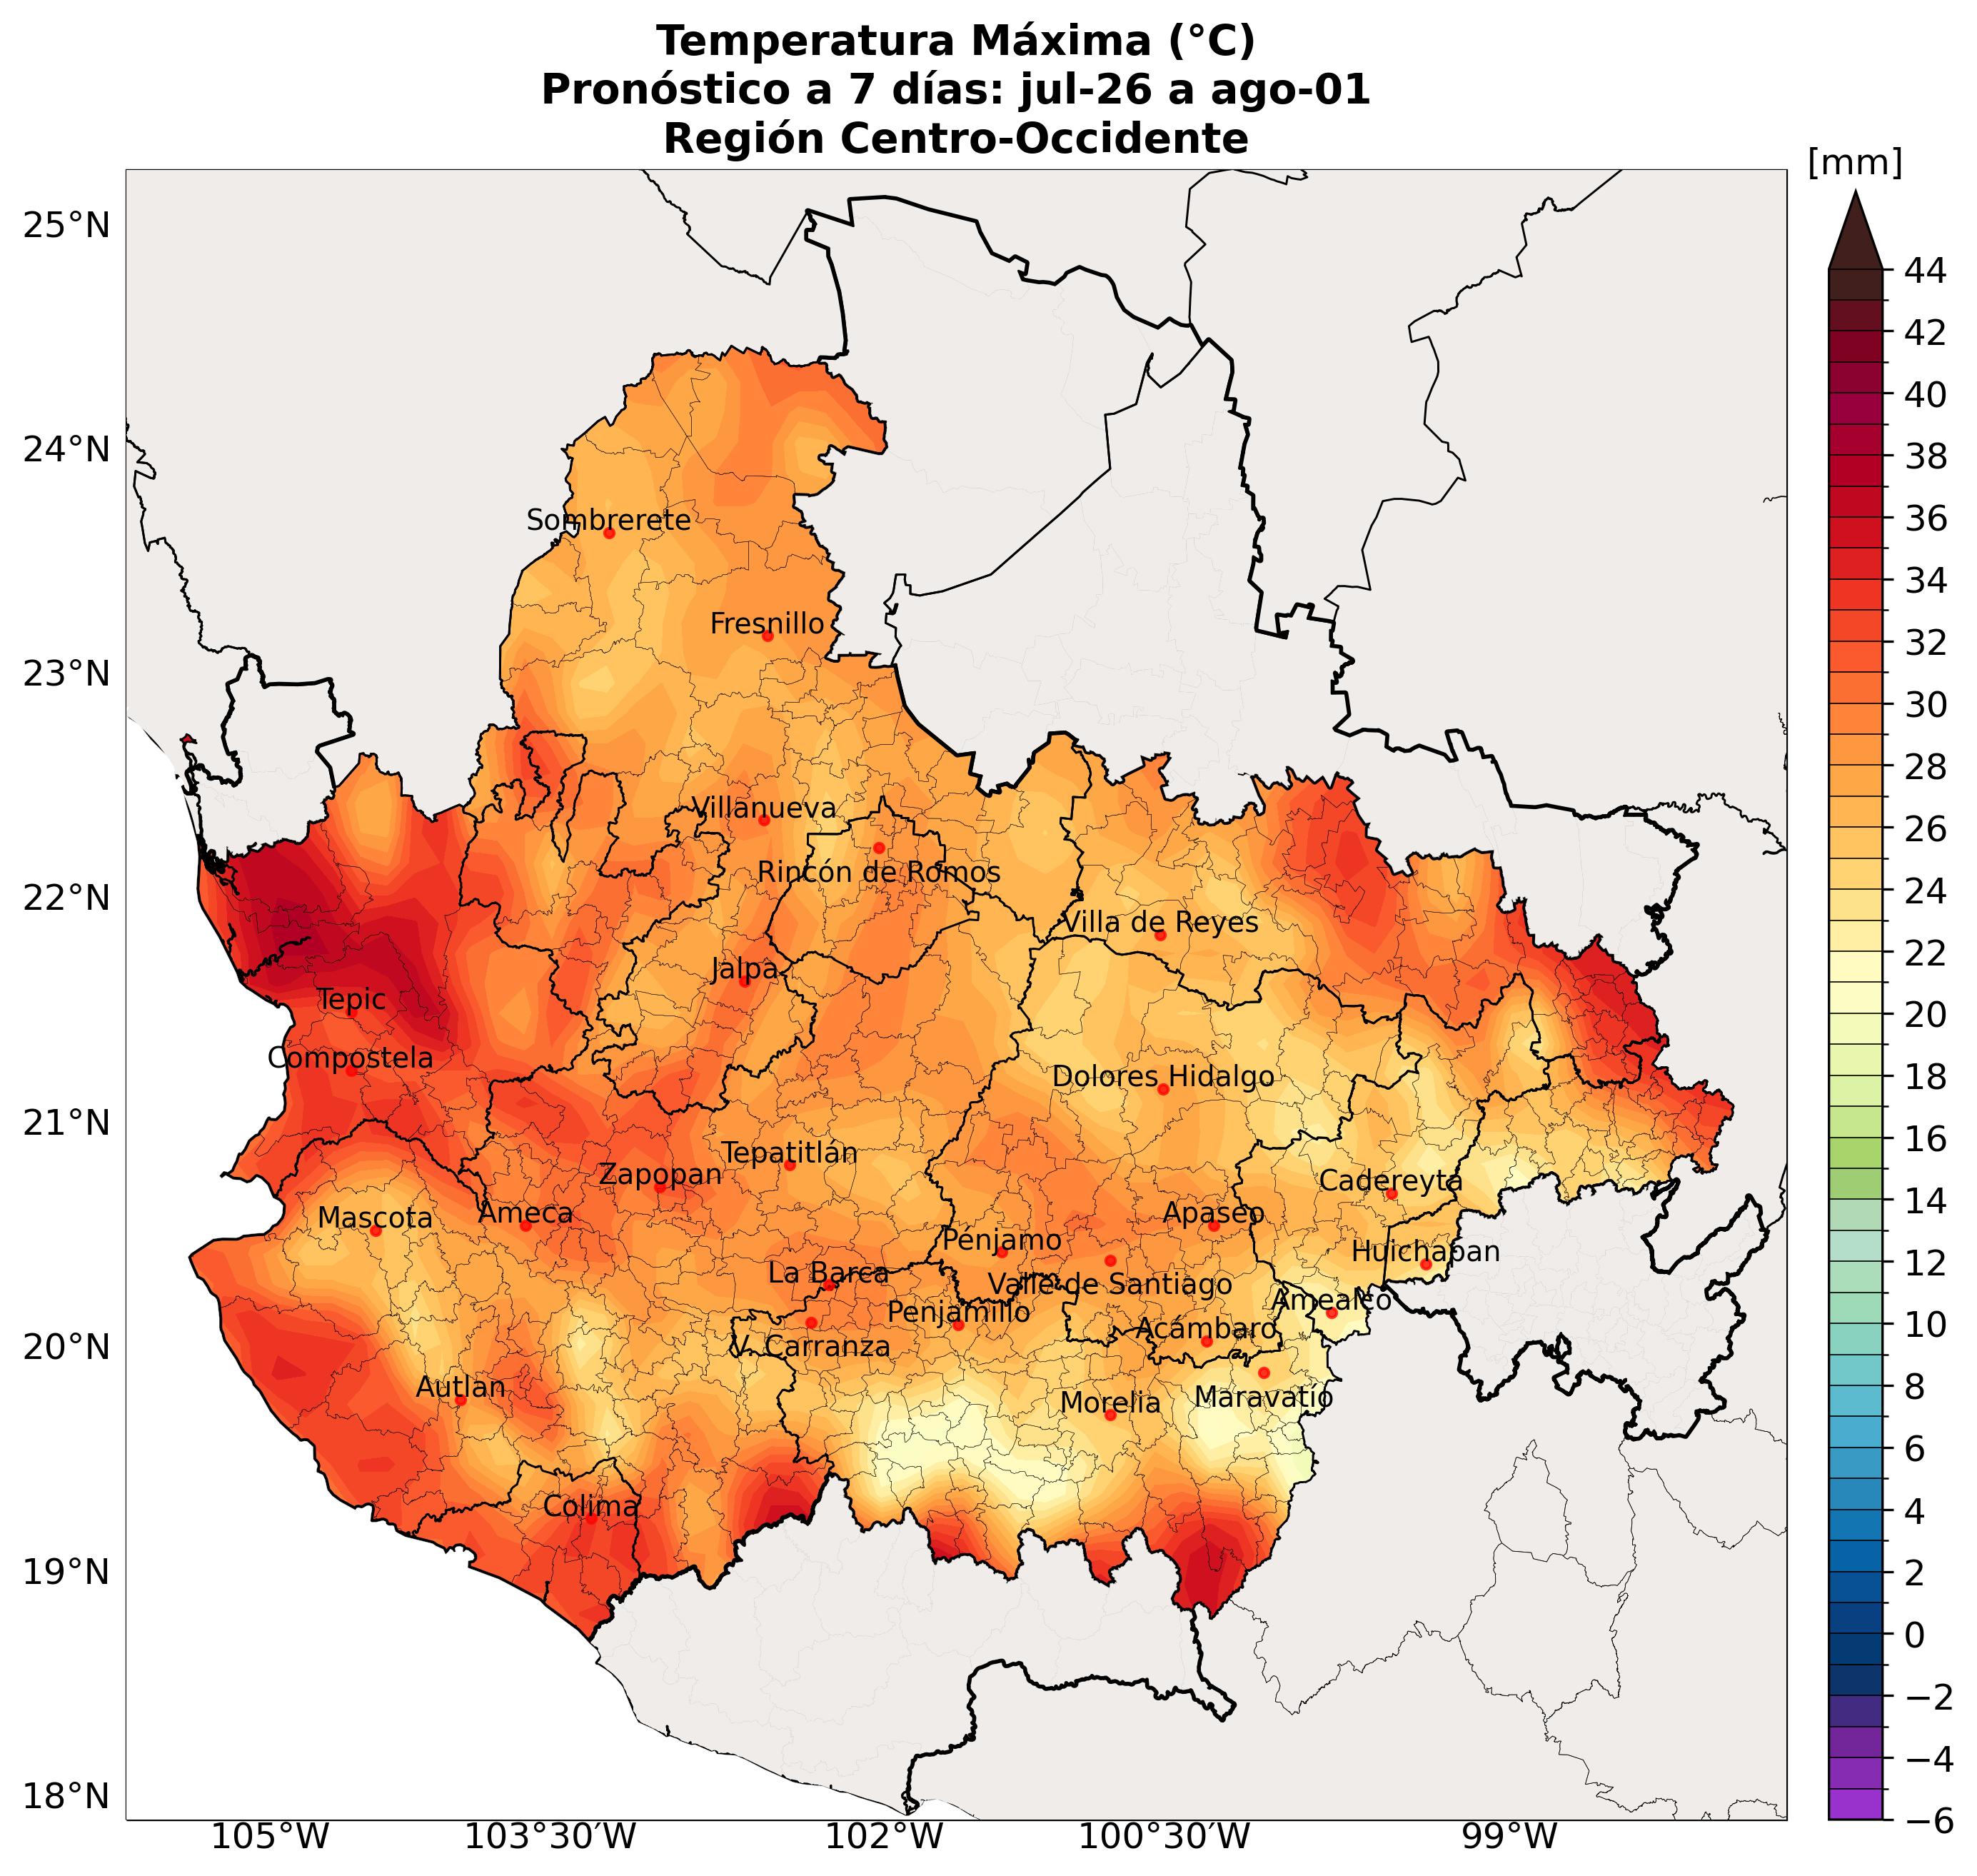 Temperatura Máxima (°C)
Pronóstico a 7 días: jul-26 a ago-01
Región Centro-Occidente
[mm]
25°N
24°N
23°N
22°N
21°N
20°N
19°N
18°N
Sombrerete
Fresnillo
Villanueva
Rincón de Romos
Villa de Reyes
Jalpa
Tepic
Compostela
Dolores Hidalgo
Tepatitlán
Zapopan
Cadereyta
Mascota
Ameca
Apaseo
Pénjamo
Huichapan
La Barca
Valle de Santiago
Penjamillo
Amealco
Acámbaro
V. Carranza
Autlan
Maravatío
Morelia
Colima
105°W
103°30′W
102°W
100°30′W
99°W
44
42
40
38
36
34
32
30
28
26
24
22
20
18
16
14
12
10
8
6
4
2
0
−2
−4
−6